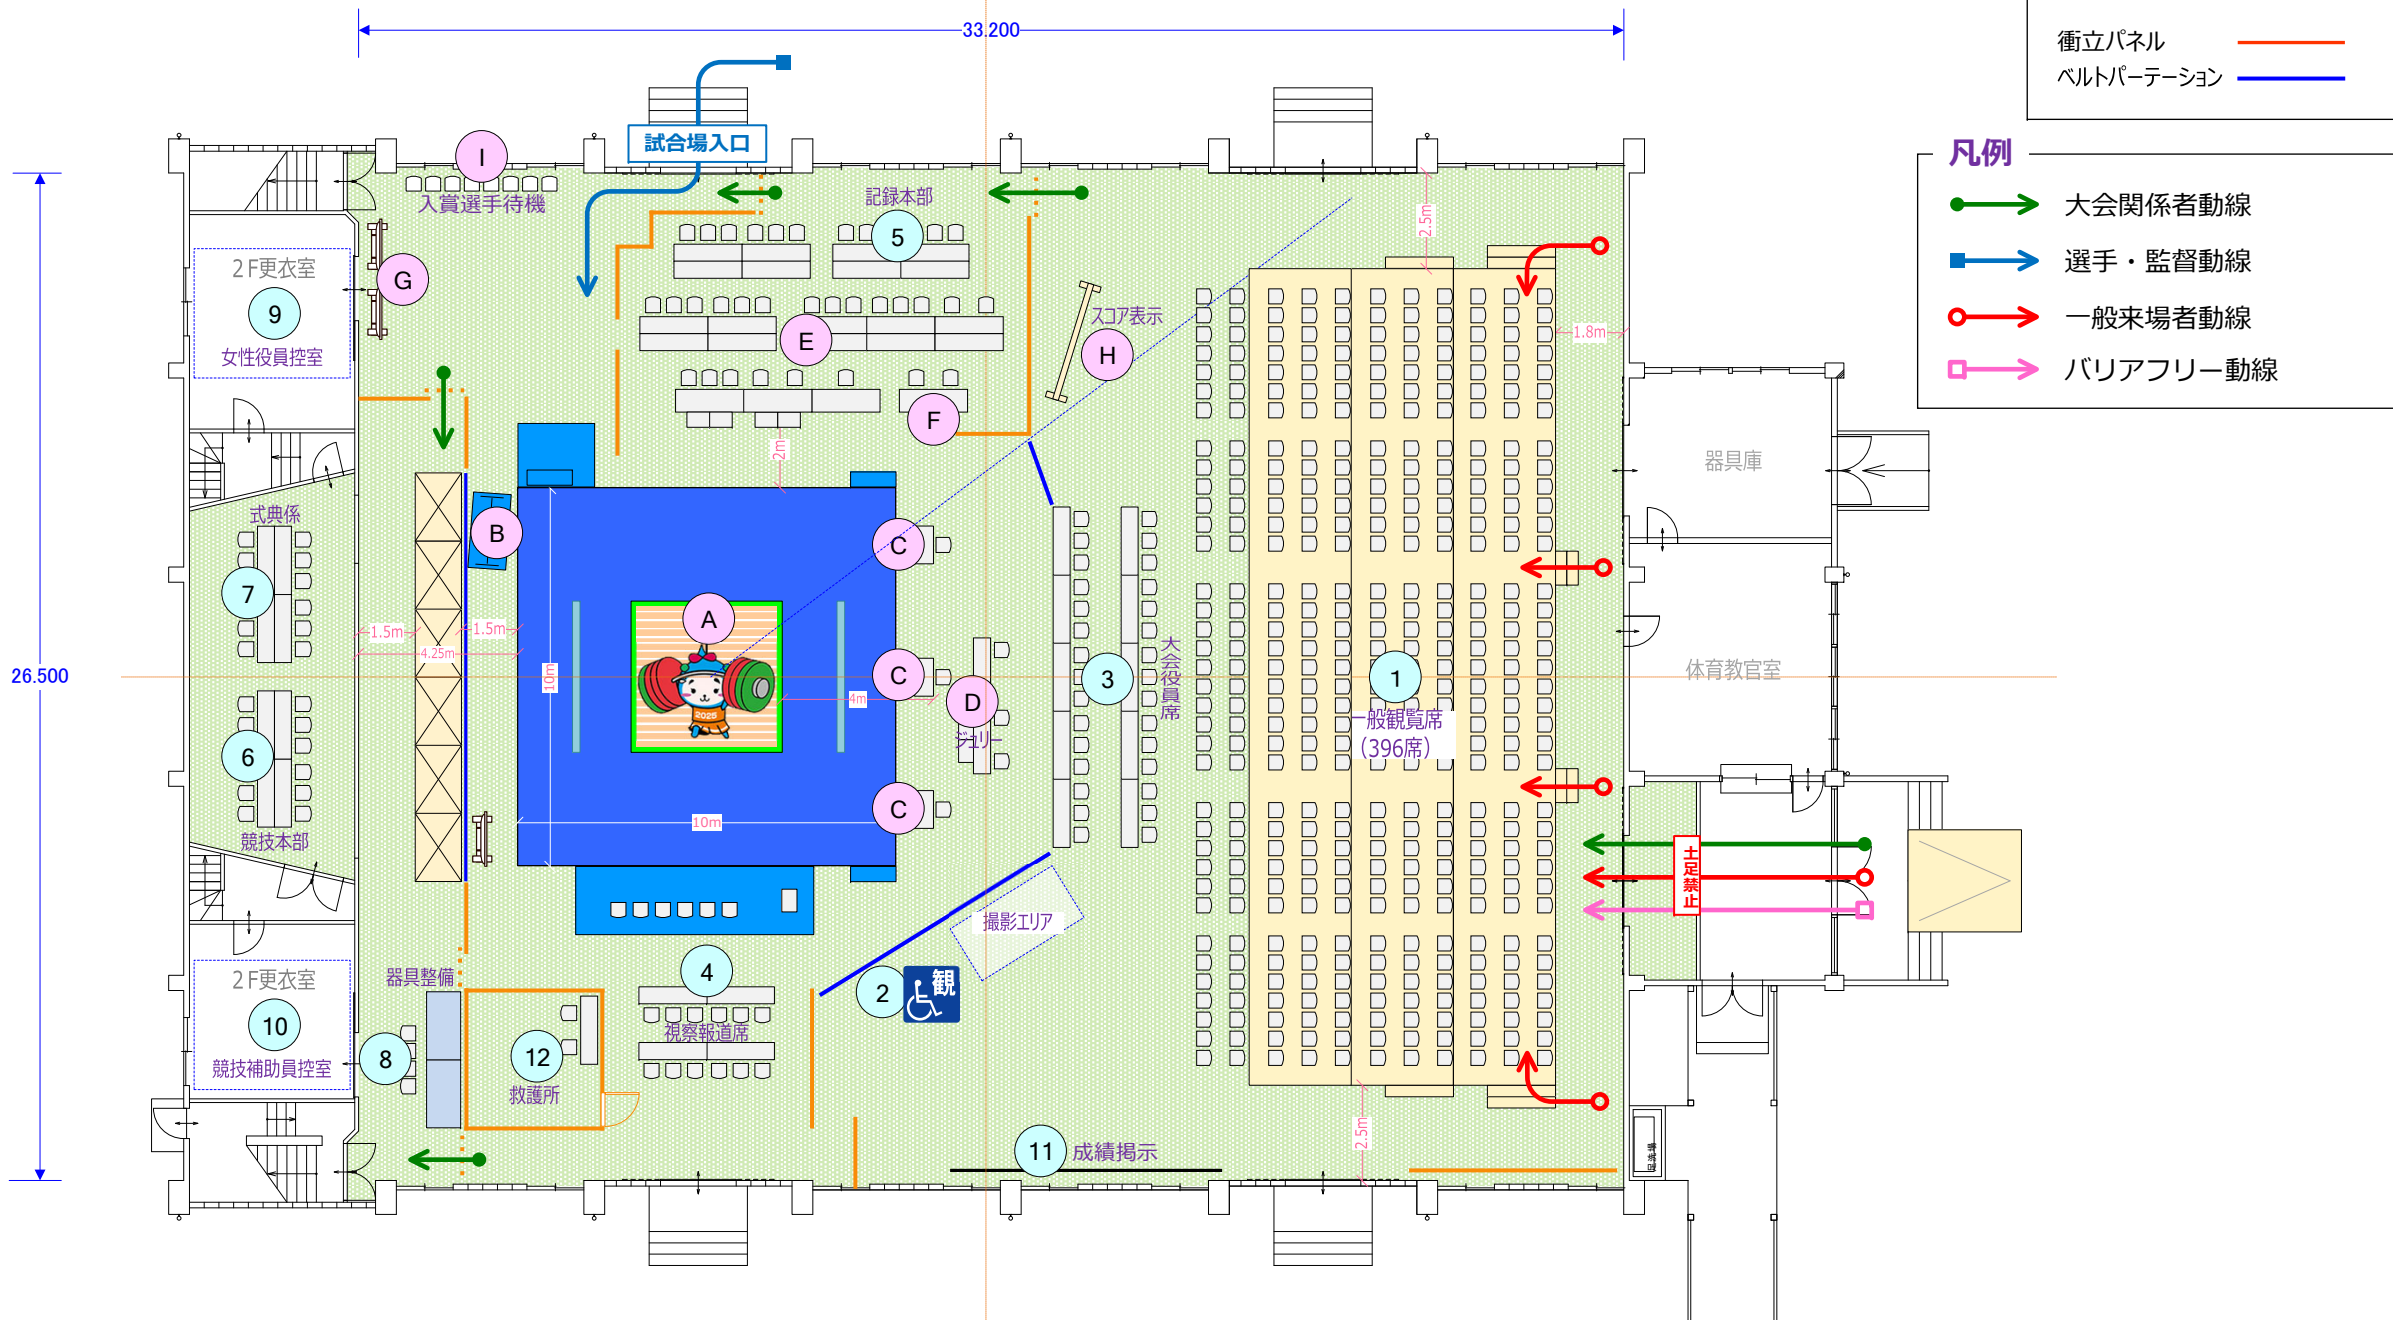 33.200
衝立パネル
ベルトパーテーション
凡例
大会関係者動線
選手・監督動線
一般来場者動線
バリアフリー動線
試合場入口
I
入賞選手待機
記録本部
5
2.5m
2F更衣室
9
女性役員控室
G
E
スコア表示
H
1.8m
F
2m
器具庫
式典係
7
B
C
A
1.5m
1.5m
4.25m
10m
26.500
2025
C
4m
D
ジュリー
3
大会役員席
1
一般観覧席
(396席)
体育教官室
6
競技本部
10m
C
土足禁止
撮影エリア
2
観
4
視察報道席
器具整備
2F更衣室
10
競技補助員控室
8
12
救護所
11
成績掲示
2.5m
足洗場